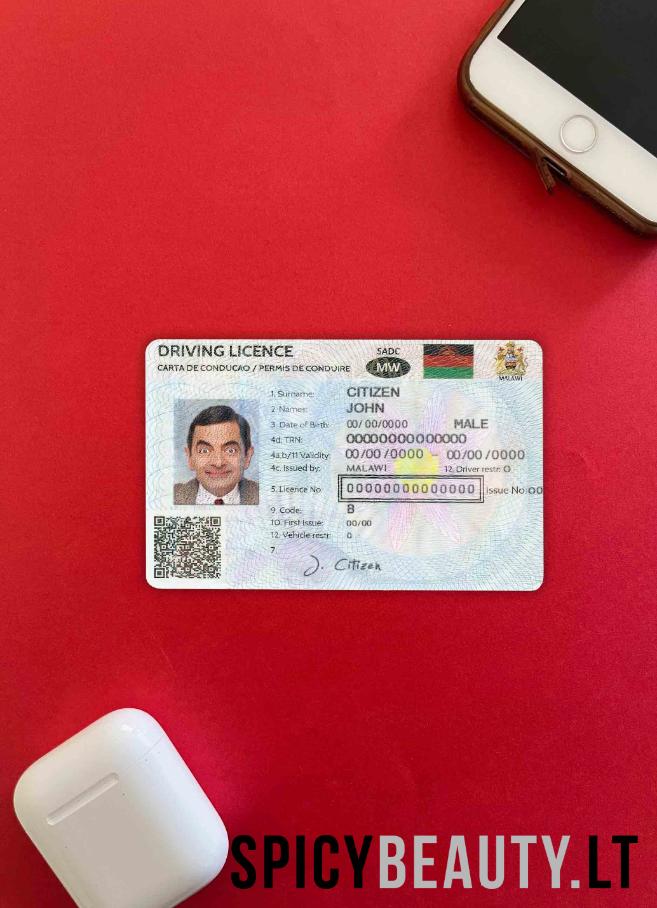 DRIVING LICENCE
CARTA DE CONDUCAO / PERMIS DE CONDUIRE
SADC
MW
MALAWI
1. Surname: CITIZEN
2. Names: JOHN
3. Date of Birth: 00/ 00/0000 MALE
4d. TRN: 00000000000000
4a,b/11 Validity: 00/00 /0000 - 00/00 /0000
4c. Issued by: MALAWI 12. Driver restr: 0
5. Licence No: 00000000000000 Issue No:00
9. Code: B
10. First Issue: 00/00
12. Vehicle restr: 0
7. J. Citizen
SPICYBEAUTY.LT